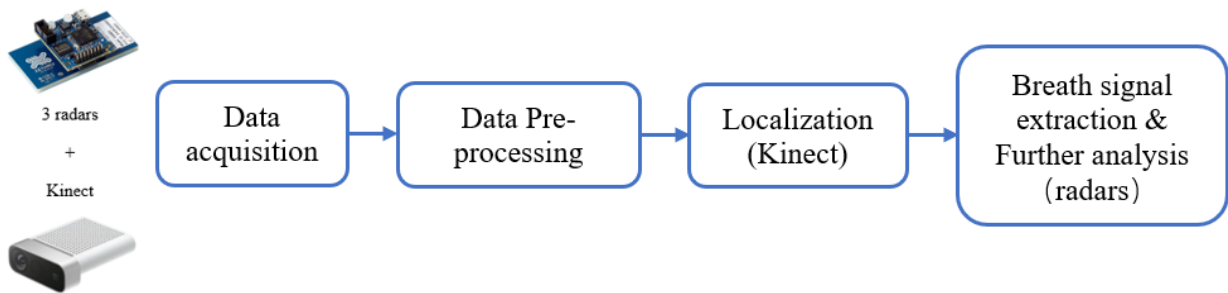 3 radars
+
Kinect
Data
acquisition
Data Pre-
processing
Localization
(Kinect)
Breath signal
extraction &
Further analysis
（radars）